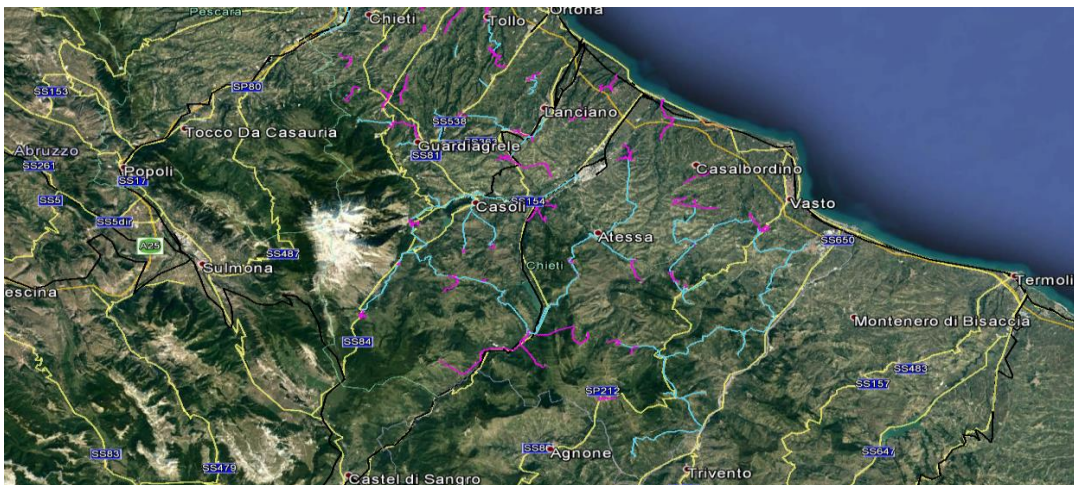 Pescara
Chieti
Tollo
Ortona
SS153
SP80
Lanciano
Tocco Da Casauria
SS538
Guardiagrele
SS81
Abruzzo
SS261
Popoli
SS17
Casalbordino
SS5
SS154
Casoli
Vasto
SS5dir
A25
Atessa
SS650
SS487
Sulmona
Chieti
escina
Termoli
Montenero di Bisaccia
SS84
SS483
SS157
SP212
SS83
SS479
SS8
Agnone
SS647
Trivento
Castel di Sangro